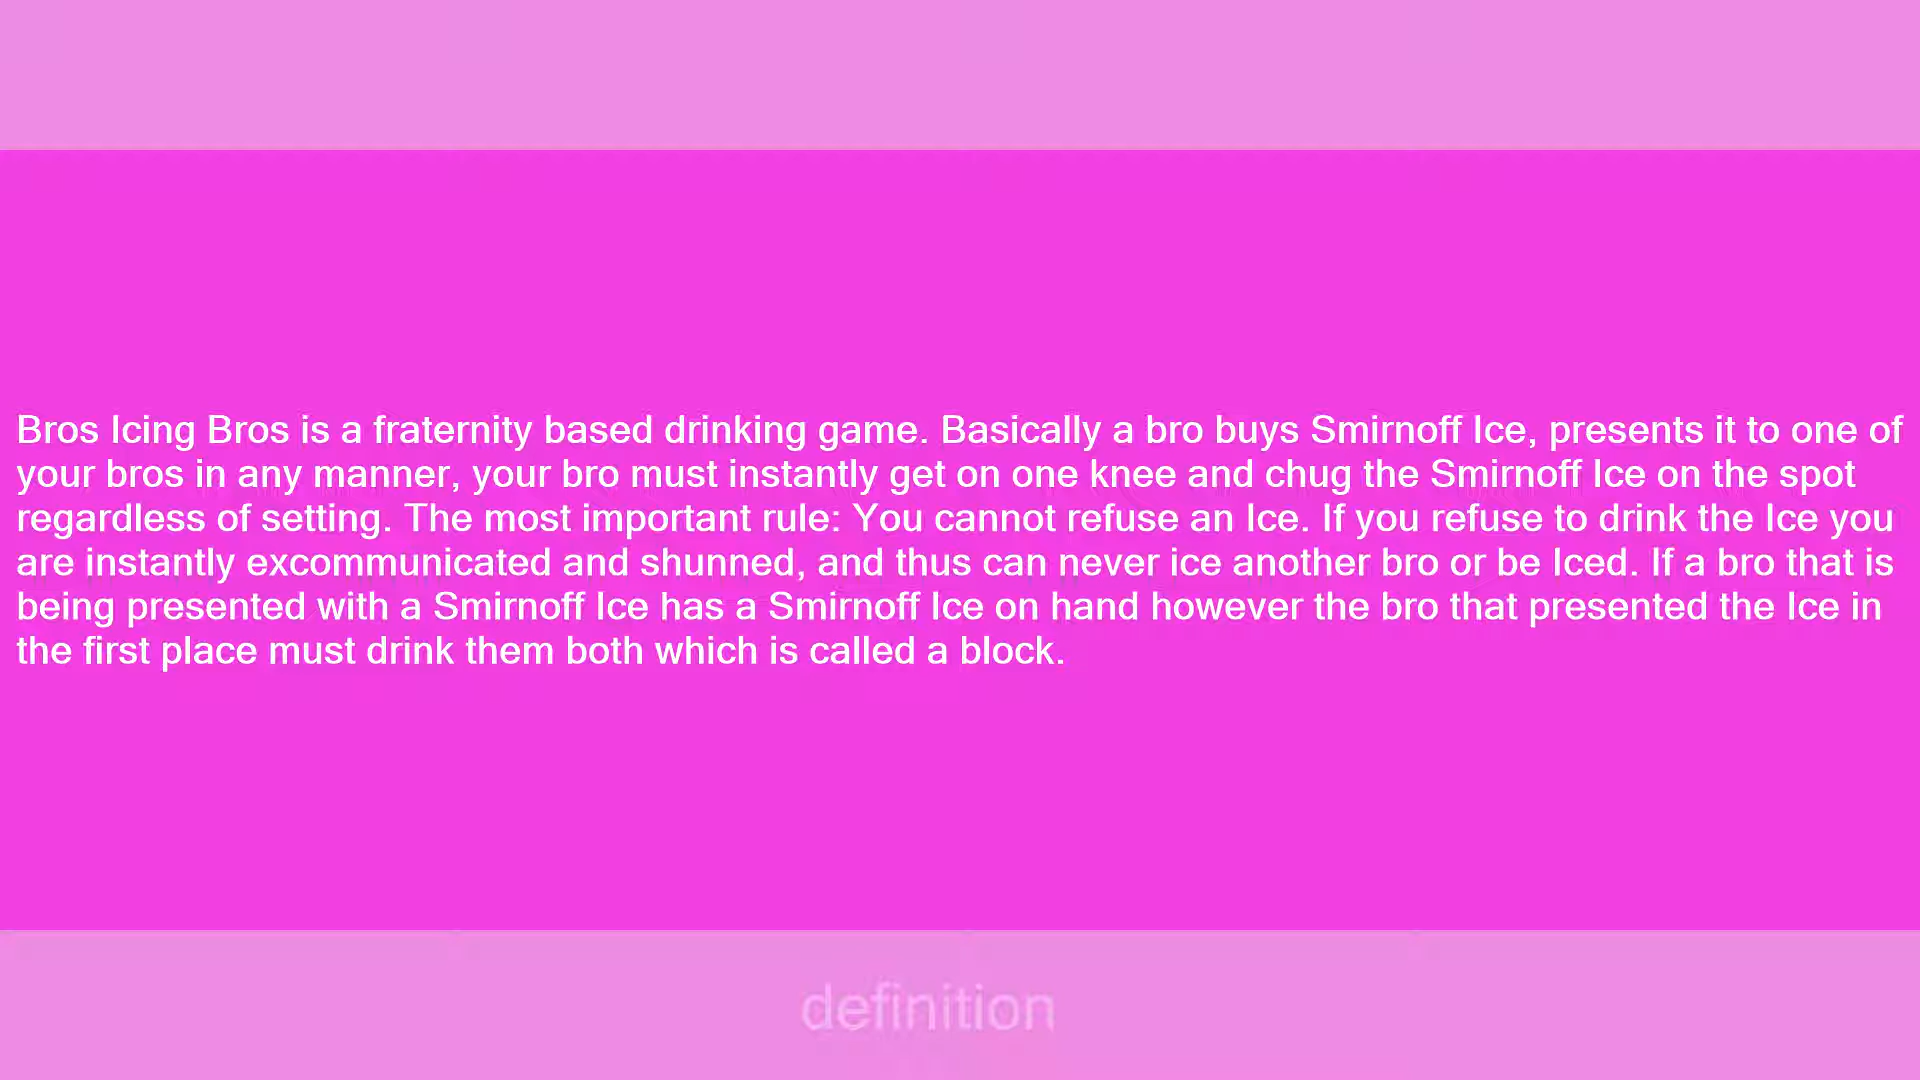 Bros Icing Bros is a fraternity based drinking game. Basically a bro buys Smirnoff Ice, presents it to one of
your bros in any manner, your bro must instantly get on one knee and chug the Smirnoff Ice on the spot
regardless of setting. The most important rule: You cannot refuse an Ice. If you refuse to drink the Ice you
are instantly excommunicated and shunned, and thus can never ice another bro or be Iced. If a bro that is
being presented with a Smirnoff Ice has a Smirnoff Ice on hand however the bro that presented the Ice in
the first place must drink them both which is called a block.
definition